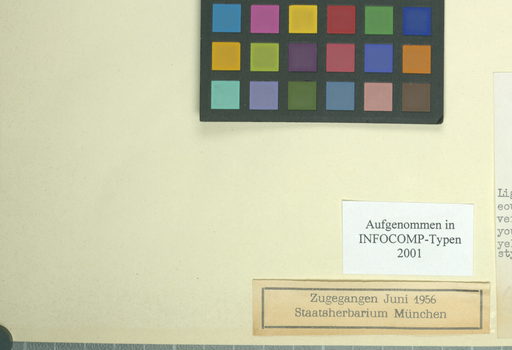 Aufgenommen in
INFOCOMP-Typen
2001
Zugegangen Juni 1956
Staatsherbarium München